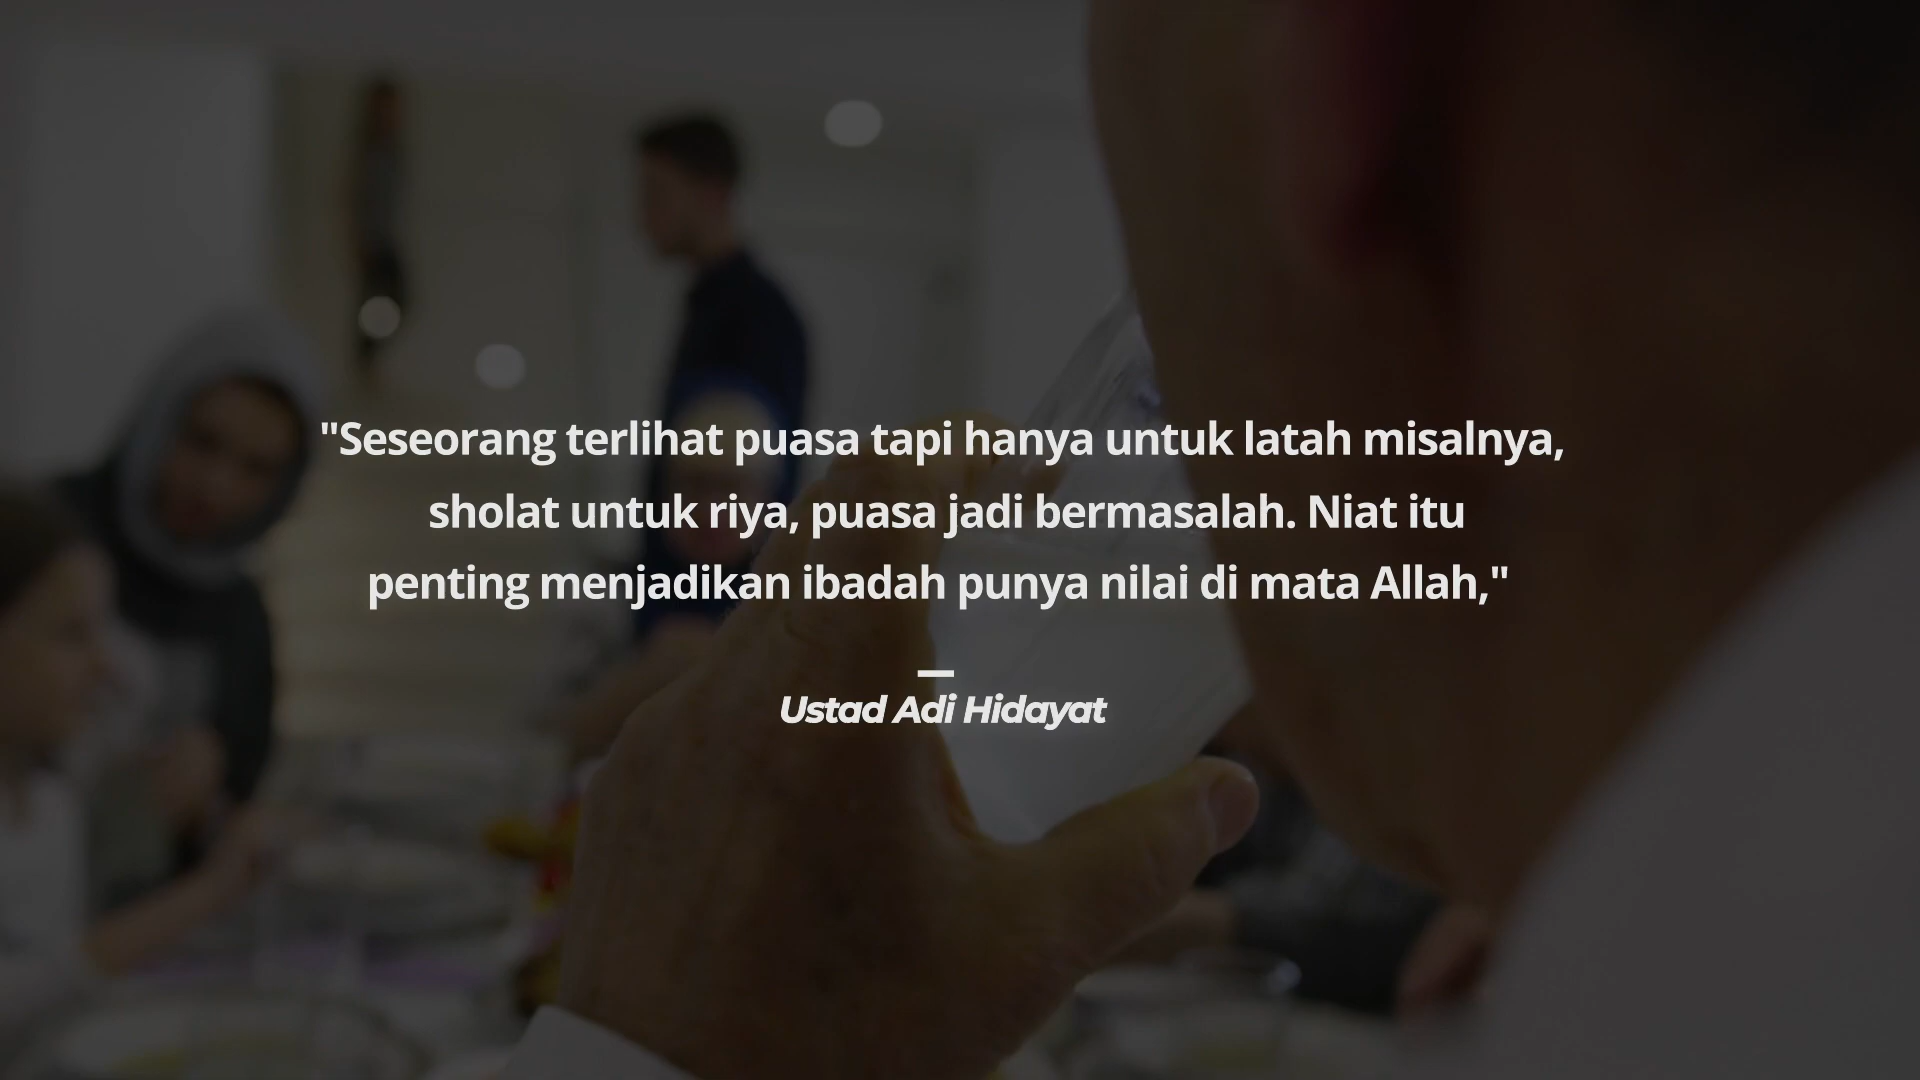 "Seseorang terlihat puasa tapi hanya untuk latah misalnya,
sholat untuk riya, puasa jadi bermasalah. Niat itu
penting menjadikan ibadah punya nilai di mata Allah,"
—
Ustad Adi Hidayat